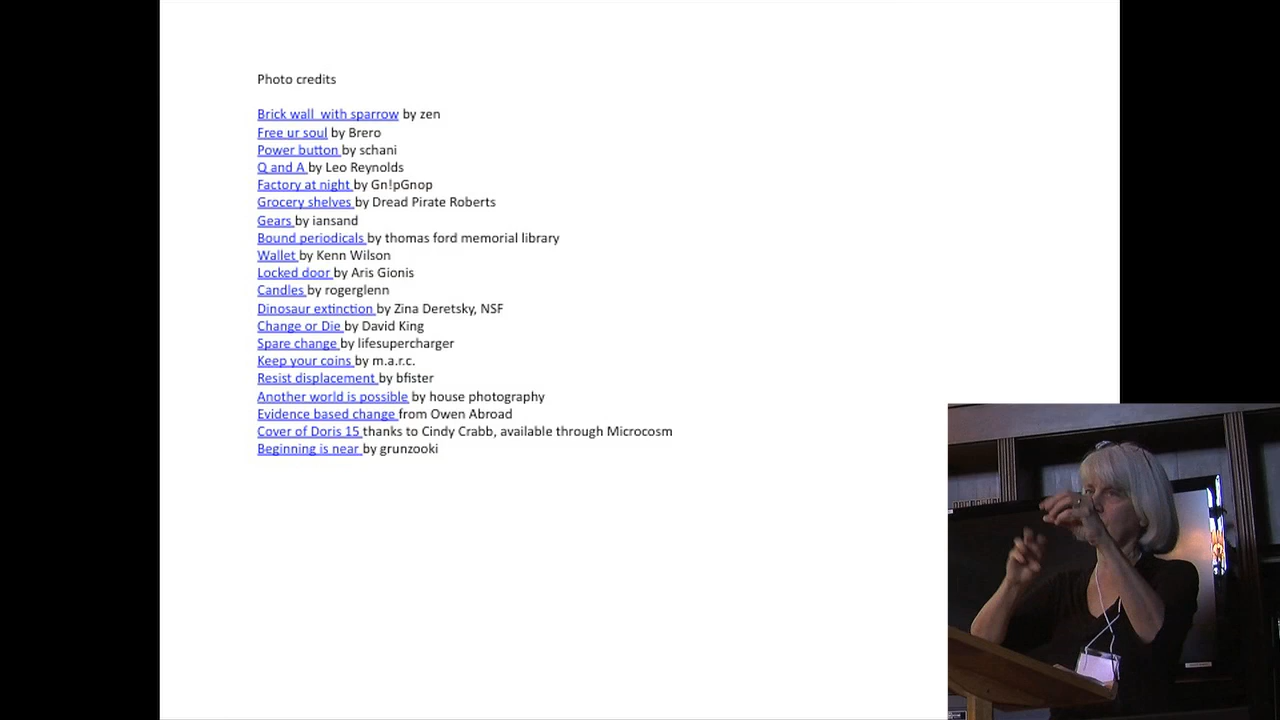 Photo credits
Brick wall  with sparrow by zen
Free ur soul by Brero
Power button by schani
Q and A by Leo Reynolds
Factory at night by Gn!pGnop
Grocery shelves by Dread Pirate Roberts
Gears by iansand
Bound periodicals by thomas ford memorial library
Wallet by Kenn Wilson
Locked door by Aris Gionis
Candles by rogerglenn
Dinosaur extinction by Zina Deretsky, NSF
Change or Die by David King
Spare change by lifesupercharger
Keep your coins by m.a.r.c.
Resist displacement by bfister
Another world is possible by house photography
Evidence based change from Owen Abroad
Cover of Doris 15 thanks to Cindy Crabb, available through Microcosm
Beginning is near by grunzooki